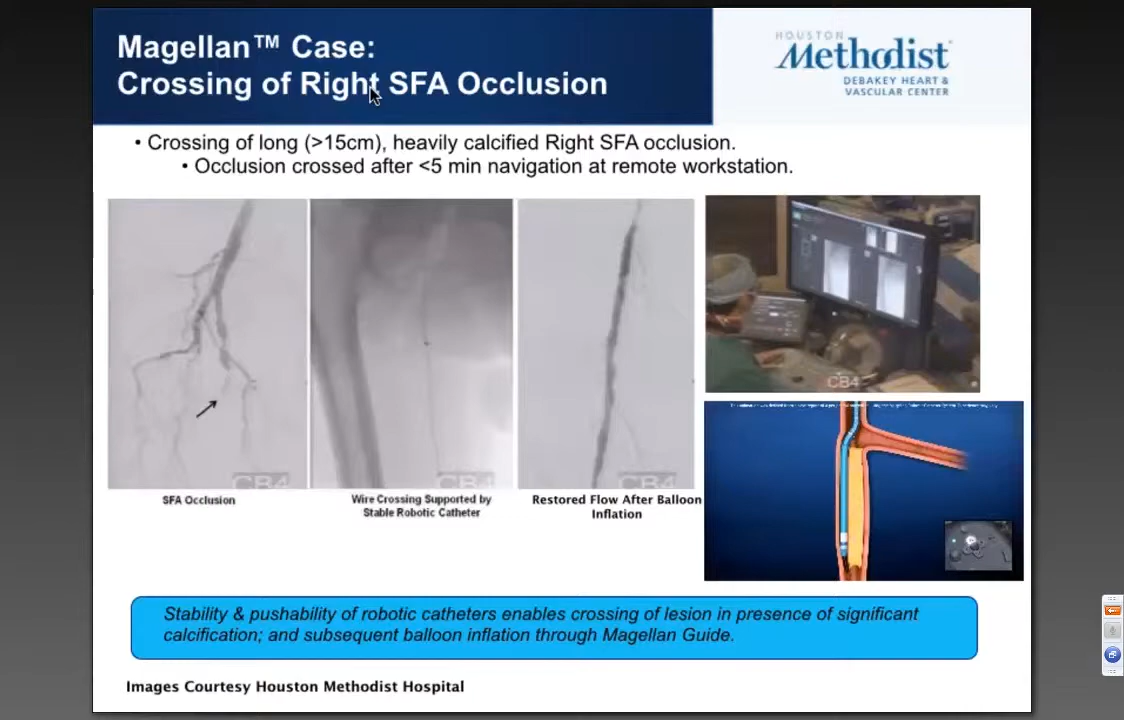 Magellan™ Case:
Crossing of Right SFA Occlusion
HOUSTON
Methodist
DEBAKEY HEART &
VASCULAR CENTER
• Crossing of long (>15cm), heavily calcified Right SFA occlusion.
• Occlusion crossed after <5 min navigation at remote workstation.
CB4
CB4
CB4
CB4
SFA Occlusion
Wire Crossing Supported by
Stable Robotic Catheter
Restored Flow After Balloon
Inflation
Stability & pushability of robotic catheters enables crossing of lesion in presence of significant
calcification; and subsequent balloon inflation through Magellan Guide.
Images Courtesy Houston Methodist Hospital